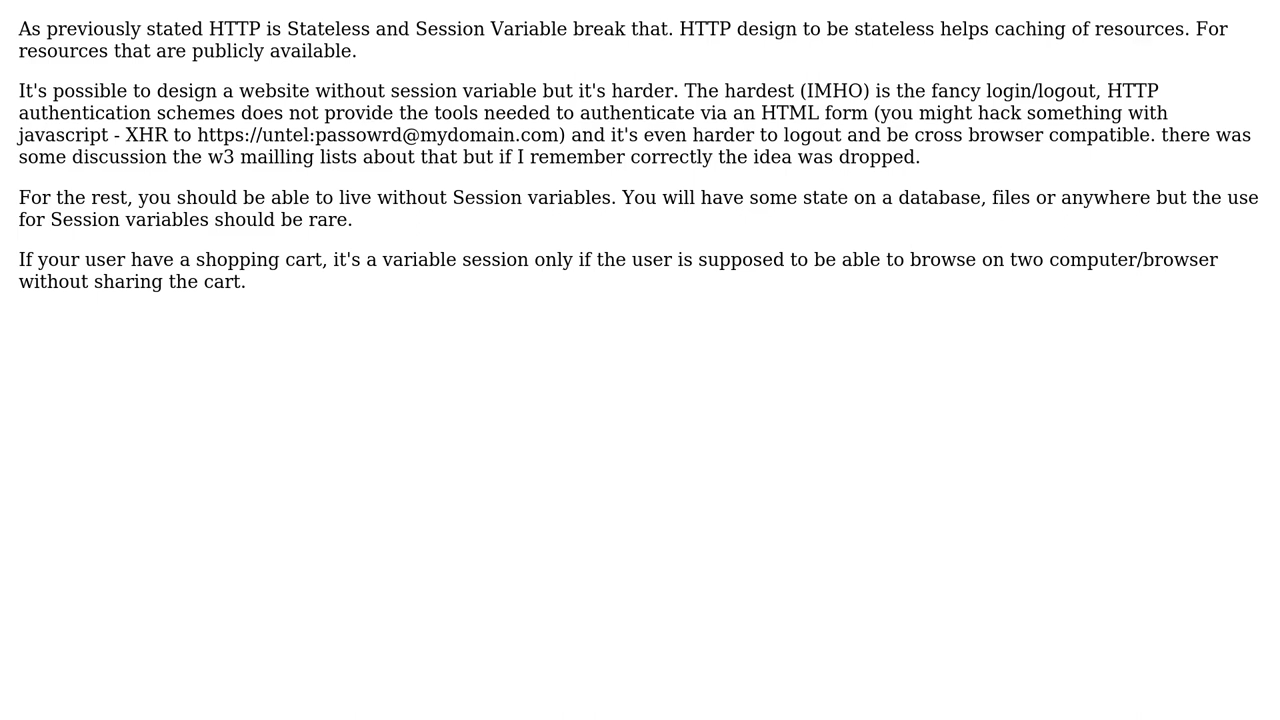 As previously stated HTTP is Stateless and Session Variable break that. HTTP design to be stateless helps caching of resources. For
resources that are publicly available.
It's possible to design a website without session variable but it's harder. The hardest (IMHO) is the fancy login/logout, HTTP
authentication schemes does not provide the tools needed to authenticate via an HTML form (you might hack something with
javascript - XHR to https://untel:passowrd@mydomain.com) and it's even harder to logout and be cross browser compatible. there was
some discussion the w3 mailling lists about that but if I remember correctly the idea was dropped.
For the rest, you should be able to live without Session variables. You will have some state on a database, files or anywhere but the use
for Session variables should be rare.
If your user have a shopping cart, it's a variable session only if the user is supposed to be able to browse on two computer/browser
without sharing the cart.